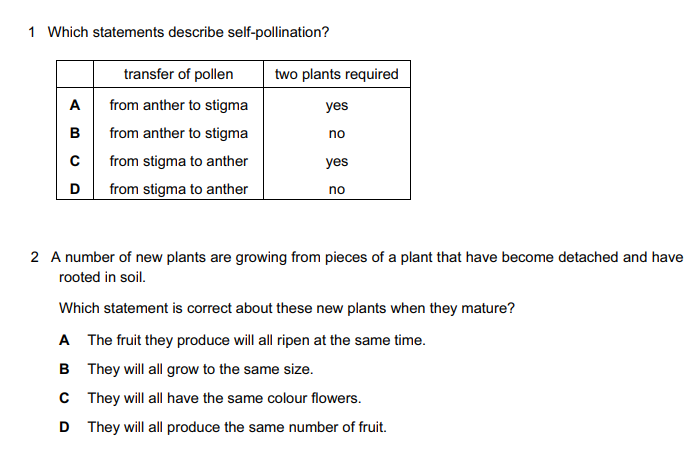 1 Which statements describe self-pollination?
transfer of pollen two plants required
A from anther to stigma yes
B from anther to stigma no
C from stigma to anther yes
D from stigma to anther no
2 A number of new plants are growing from pieces of a plant that have become detached and have
rooted in soil.
Which statement is correct about these new plants when they mature?
A The fruit they produce will all ripen at the same time.
B They will all grow to the same size.
C They will all have the same colour flowers.
D They will all produce the same number of fruit.